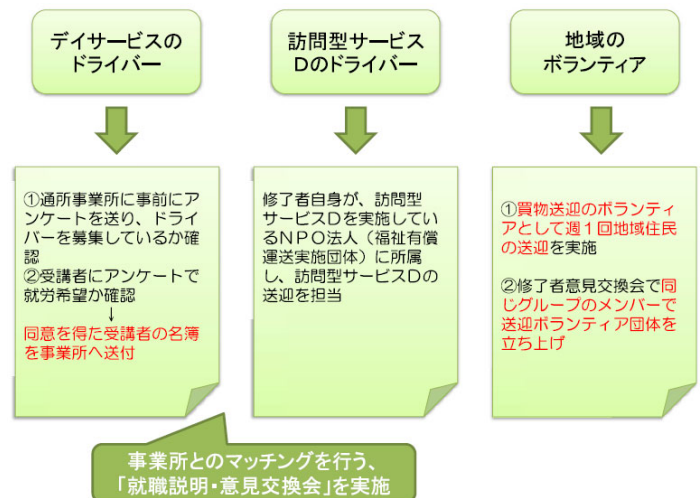 デイサービスの
ドライバー
訪問型サービス
Dのドライバー
地域の
ボランティア
①通所事業所に事前にア
ンケートを送り、ドライ
バーを募集しているか確
認
②受講者にアンケートで
就労希望か確認
↓
同意を得た受講者の名簿
を事業所へ送付
修了者自身が、訪問型
サービスDを実施してい
るNPO法人（福祉有償
運送実施団体）に所属
し、訪問型サービスDの
送迎を担当
①買物送迎のボランティ
アとして週１回地域住民
の送迎を実施
②修了者意見交換会で同
じグループのメンバーで
送迎ボランティア団体を
立ち上げ
事業所とのマッチングを行う、
「就職説明・意見交換会」を実施